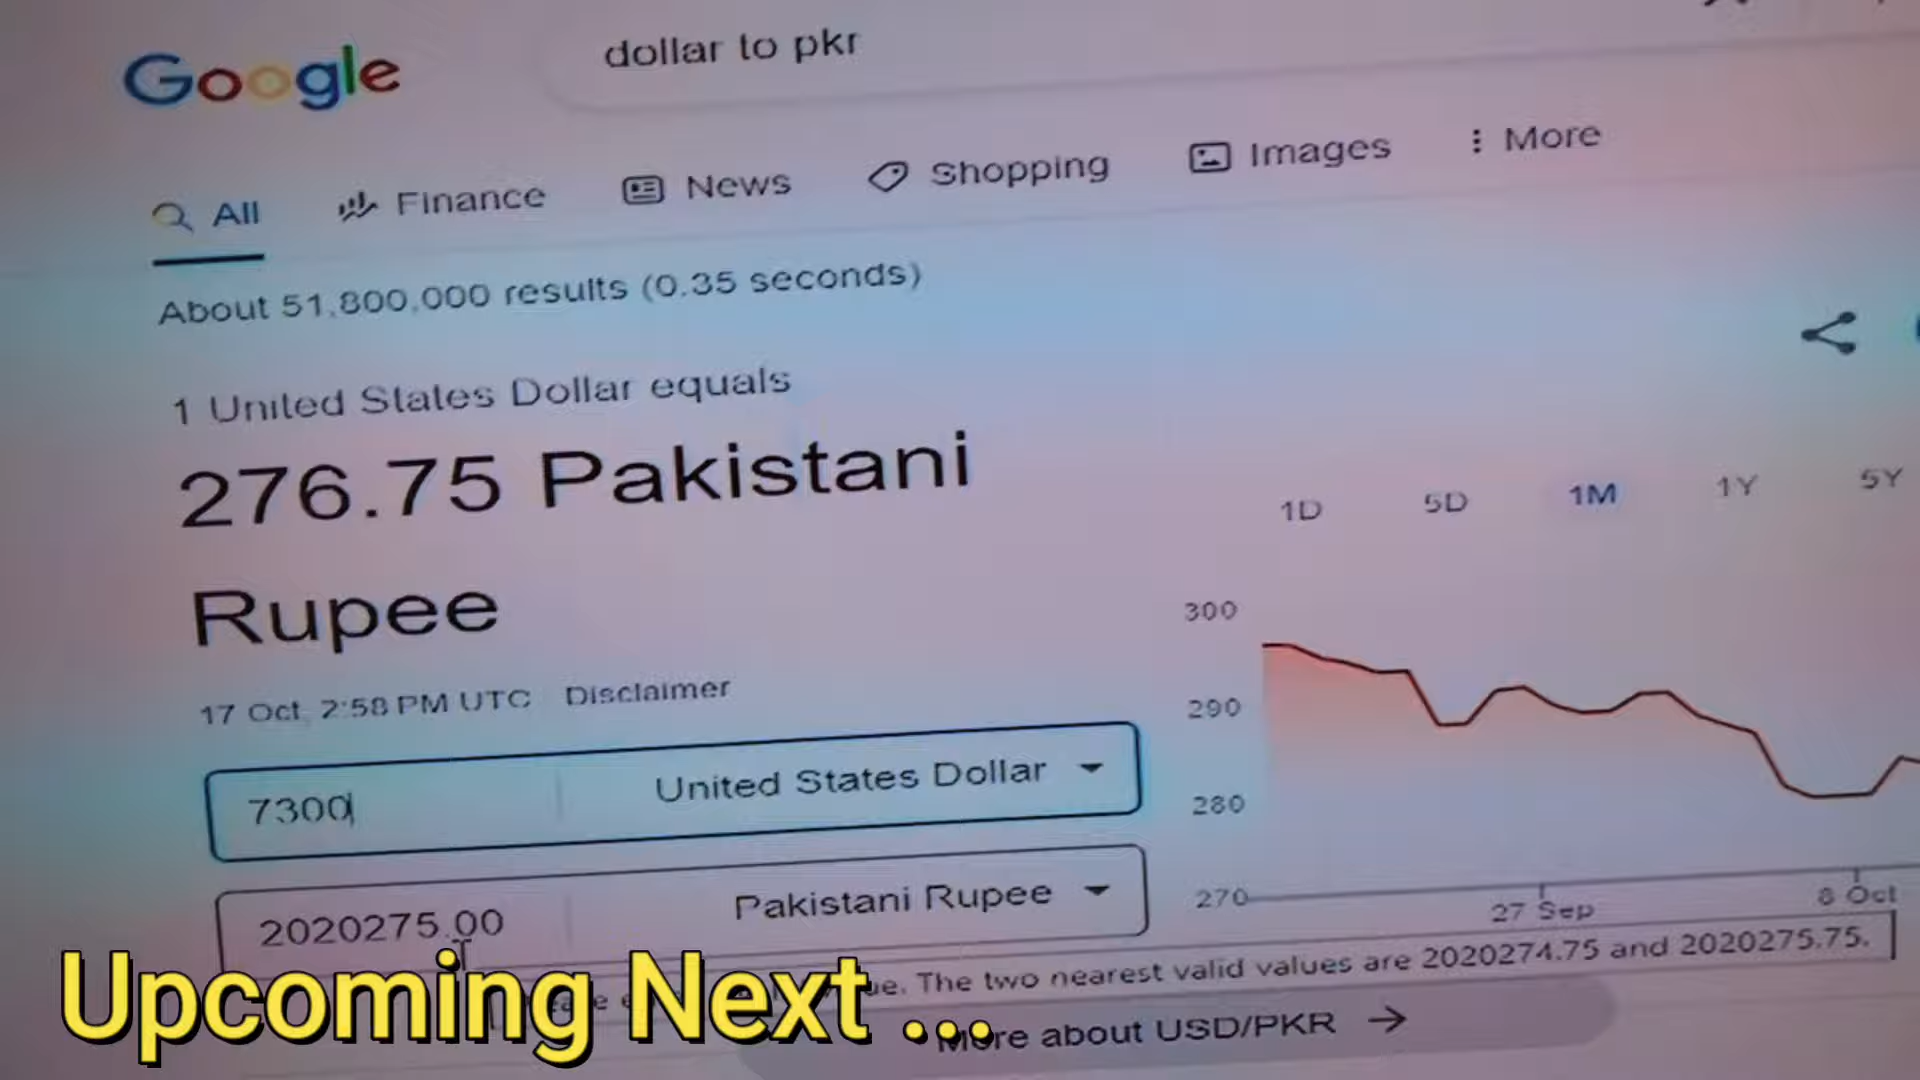 Google
dollar to pkr
All Finance News Shopping Images More
About 51,800,000 results (0.35 seconds)
1 United States Dollar equals
276.75 Pakistani
Rupee
17 Oct, 2:58 PM UTC Disclaimer
1D 5D 1M 1Y 5Y
300
290
280
270
27 Sep 8 Oct
7300 United States Dollar
2020275.00 Pakistani Rupee
The two nearest valid values are 2020274.75 and 2020275.75.
More about USD/PKR
Upcoming Next ...